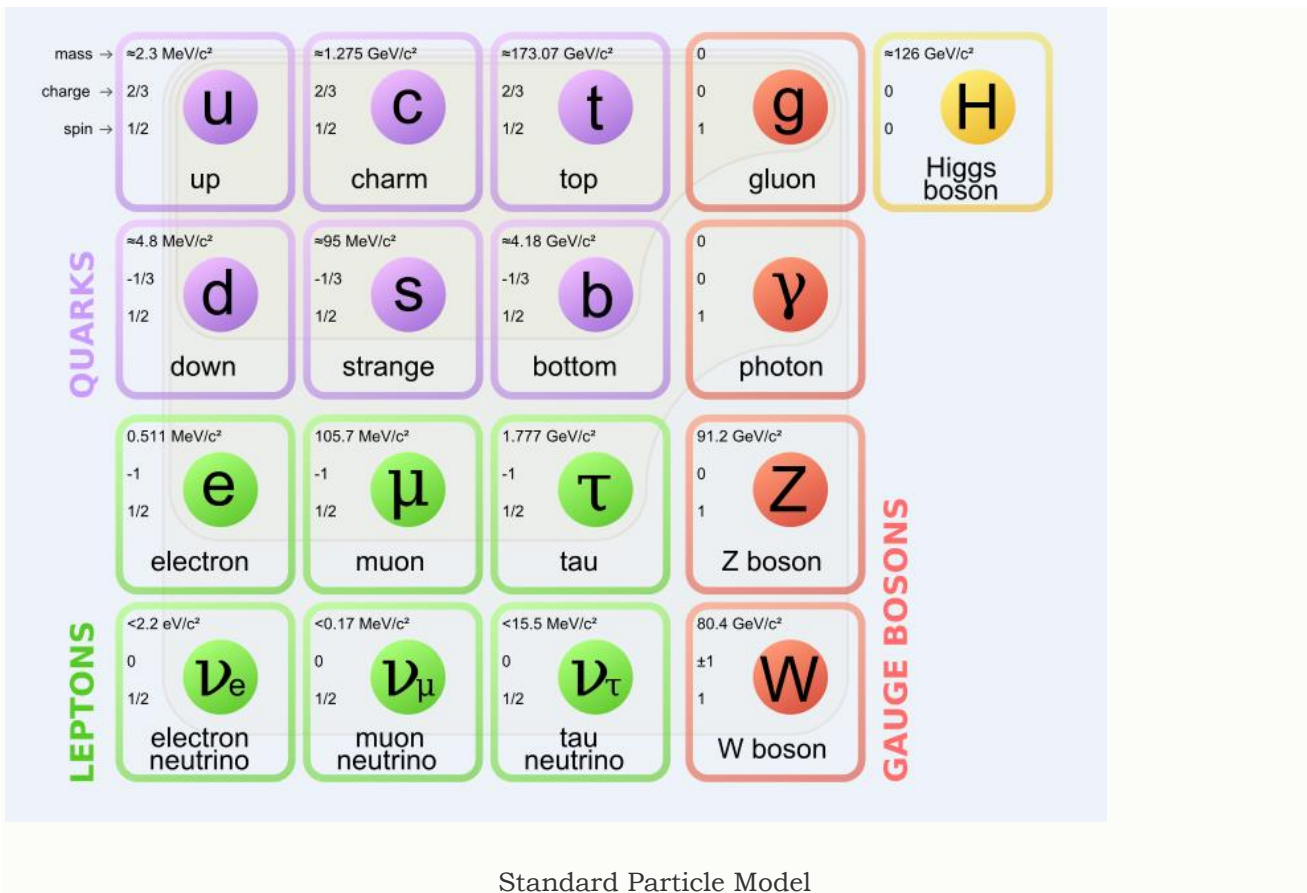 mass → ≈2.3 MeV/c²
charge → 2/3
spin → 1/2
u
up
≈1.275 GeV/c²
2/3
1/2
c
charm
≈173.07 GeV/c²
2/3
1/2
t
top
0
0
1
g
gluon
≈126 GeV/c²
0
0
H
Higgs
boson
QUARKS
≈4.8 MeV/c²
-1/3
1/2
d
down
≈95 MeV/c²
-1/3
1/2
s
strange
≈4.18 GeV/c²
-1/3
1/2
b
bottom
0
0
1
γ
photon
0.511 MeV/c²
-1
1/2
e
electron
105.7 MeV/c²
-1
1/2
μ
muon
1.777 GeV/c²
-1
1/2
τ
tau
91.2 GeV/c²
0
1
Z
Z boson
LEPTONS
<2.2 eV/c²
0
1/2
νe
electron
neutrino
<0.17 MeV/c²
0
1/2
νμ
muon
neutrino
<15.5 MeV/c²
0
1/2
ντ
tau
neutrino
80.4 GeV/c²
±1
1
W
W boson
GAUGE BOSONS
Standard Particle Model